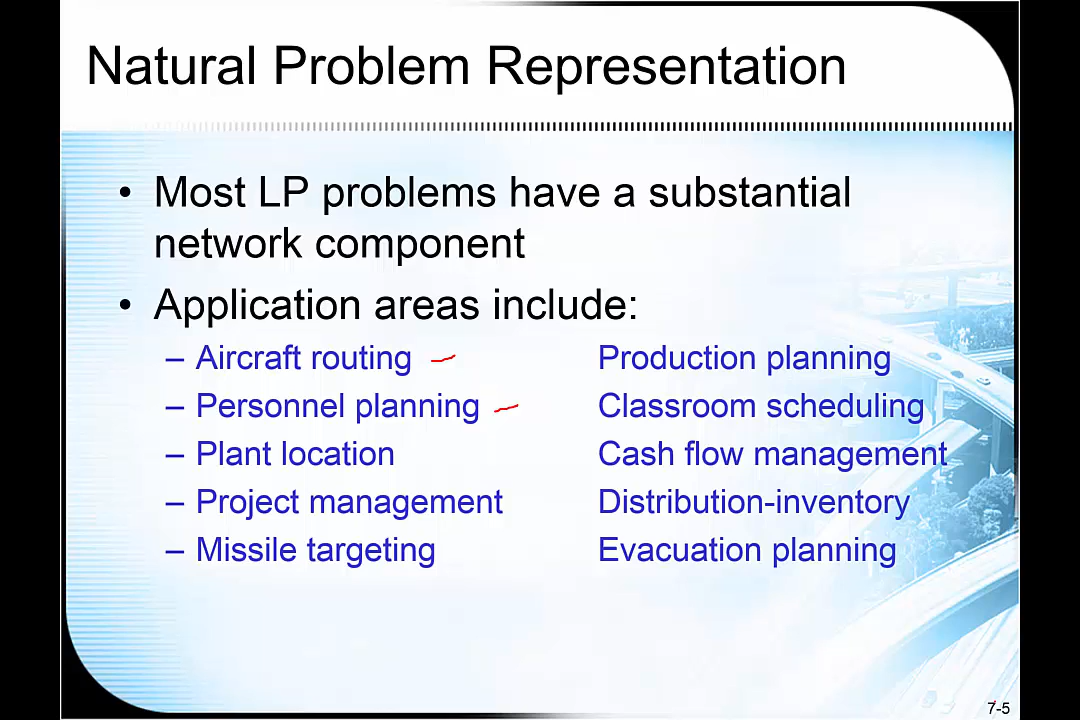 Natural Problem Representation
• Most LP problems have a substantial
network component
• Application areas include:
– Aircraft routing Production planning
– Personnel planning Classroom scheduling
– Plant location Cash flow management
– Project management Distribution-inventory
– Missile targeting Evacuation planning
7-5